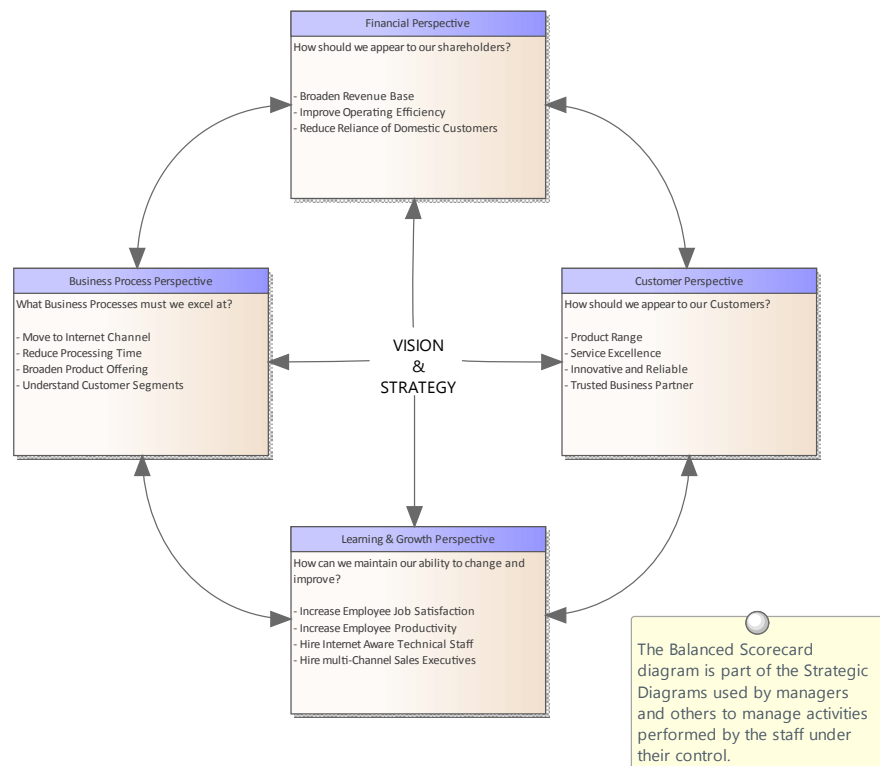 Financial Perspective
How should we appear to our shareholders?
- Broaden Revenue Base
- Improve Operating Efficiency
- Reduce Reliance of Domestic Customers
Business Process Perspective
What Business Processes must we excel at?
- Move to Internet Channel
- Reduce Processing Time
- Broaden Product Offering
- Understand Customer Segments
VISION
&
STRATEGY
Customer Perspective
How should we appear to our Customers?
- Product Range
- Service Excellence
- Innovative and Reliable
- Trusted Business Partner
Learning & Growth Perspective
How can we maintain our ability to change and
improve?
- Increase Employee Job Satisfaction
- Increase Employee Productivity
- Hire Internet Aware Technical Staff
- Hire multi-Channel Sales Executives
The Balanced Scorecard
diagram is part of the Strategic
Diagrams used by managers
and others to manage activities
performed by the staff under
their control.